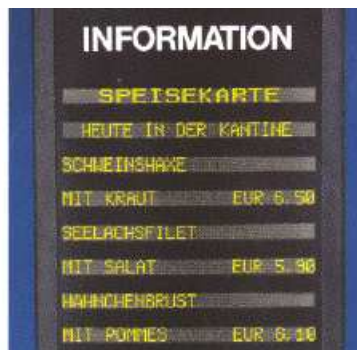 INFORMATION
SPEISEKARTE
HEUTE IN DER KANTINE
SCHWEINSHAXE
MIT KRAUT EUR 6.50
SEELACHSFILET
MIT SALAT EUR 5.90
HÄHNCHENBRUST
MIT POMMES EUR 6.10